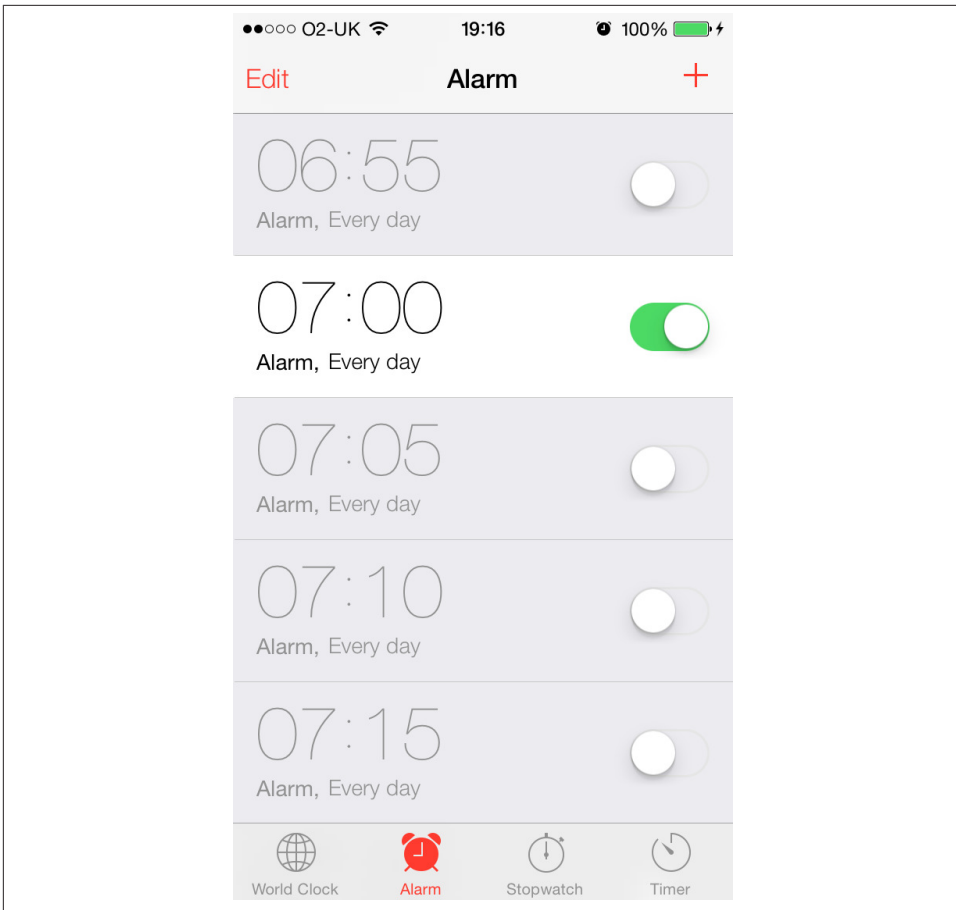 O2-UK 19:16 100%
Edit Alarm +
06:55
Alarm, Every day
07:00
Alarm, Every day
07:05
Alarm, Every day
07:10
Alarm, Every day
07:15
Alarm, Every day
World Clock Alarm Stopwatch Timer